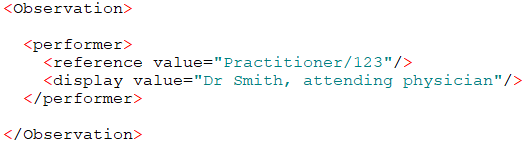 <Observation>
<performer>
<reference value="Practitioner/123"/>
<display value="Dr Smith, attending physician"/>
</performer>
</Observation>